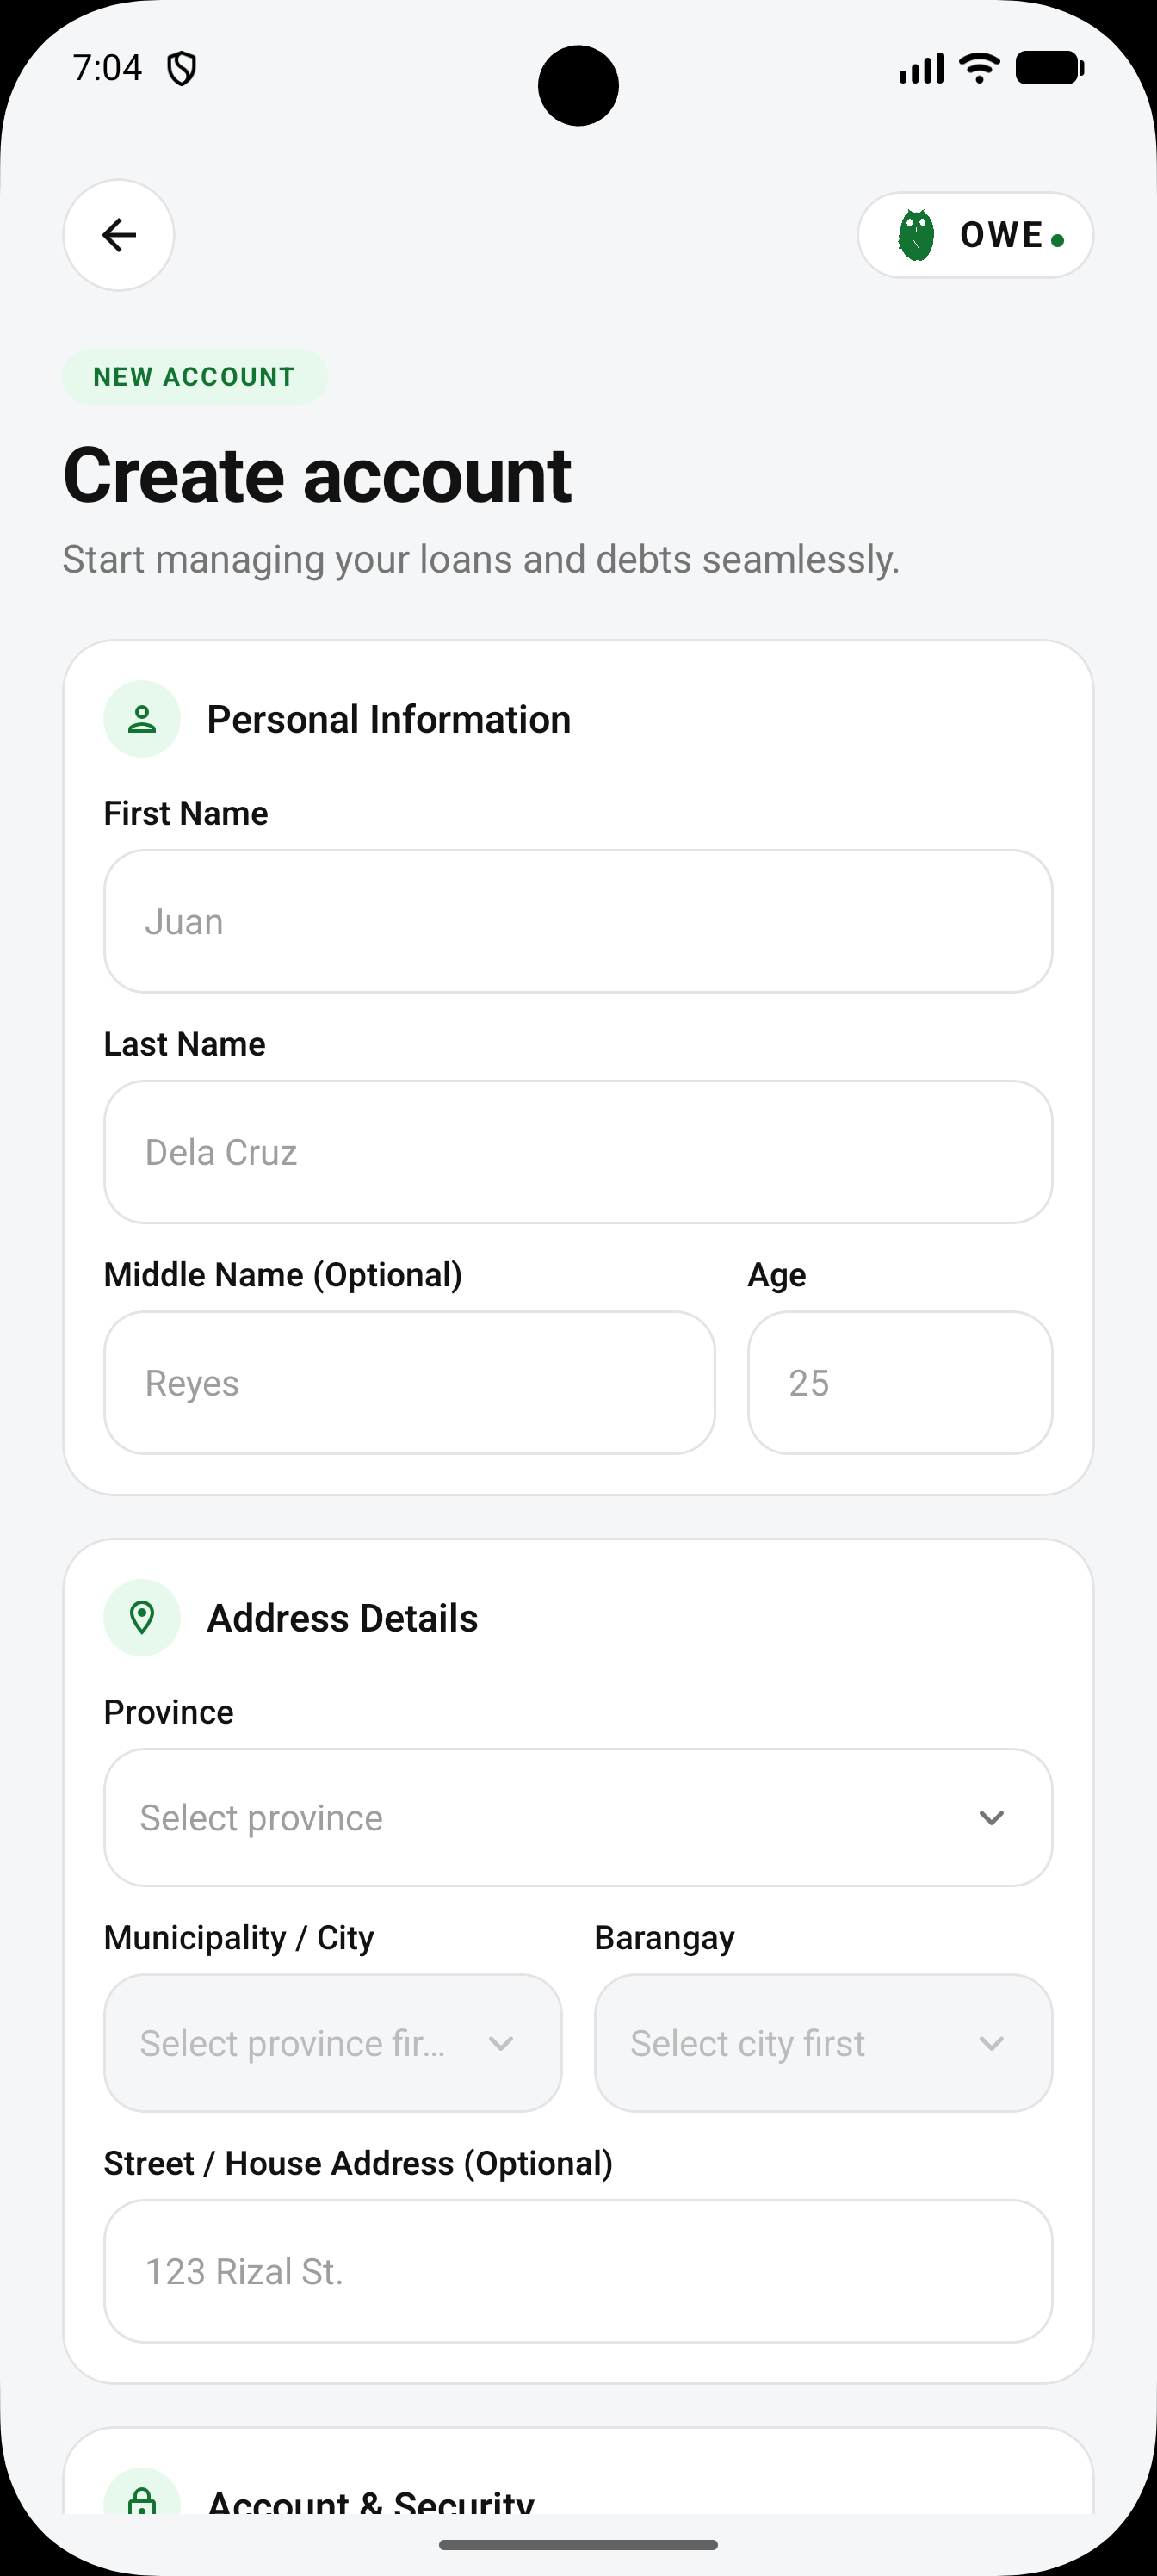 7:04
OWE
NEW ACCOUNT
Create account
Start managing your loans and debts seamlessly.
Personal Information
First Name
Juan
Last Name
Dela Cruz
Middle Name (Optional) Age
Reyes 25
Address Details
Province
Select province
Municipality / City Barangay
Select province fir... Select city first
Street / House Address (Optional)
123 Rizal St.
Account & Security